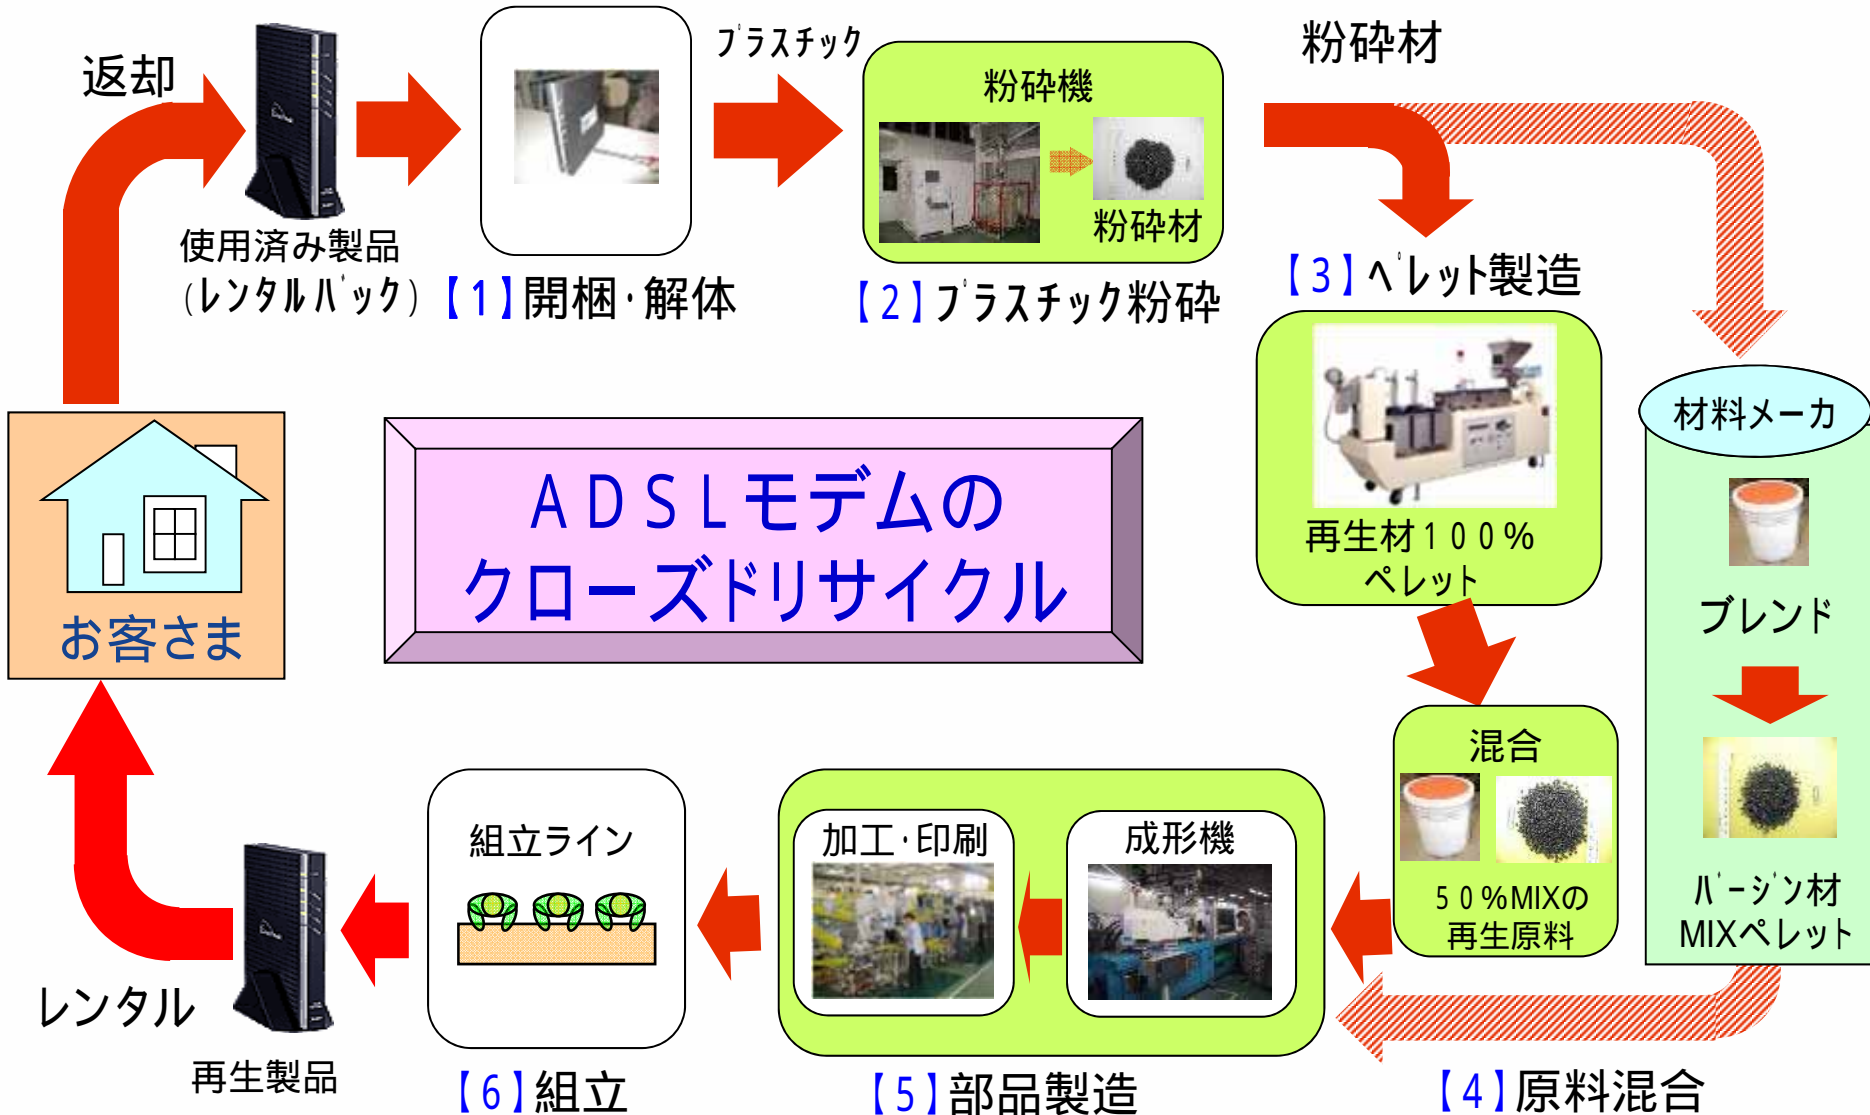 返却
使用済み製品
(レンタルバック)
【1】開梱・解体
プラスチック
粉砕機
粉砕材
【2】プラスチック粉砕
粉砕材
【3】ペレット製造
再生材100%
ペレット
材料メーカ
ブレンド
バージン材
MIXペレット
ADSLモデムの
クローズドリサイクル
お客さま
混合
50%MIXの
再生原料
【4】原料混合
成形機
加工・印刷
【5】部品製造
組立ライン
【6】組立
再生製品
レンタル